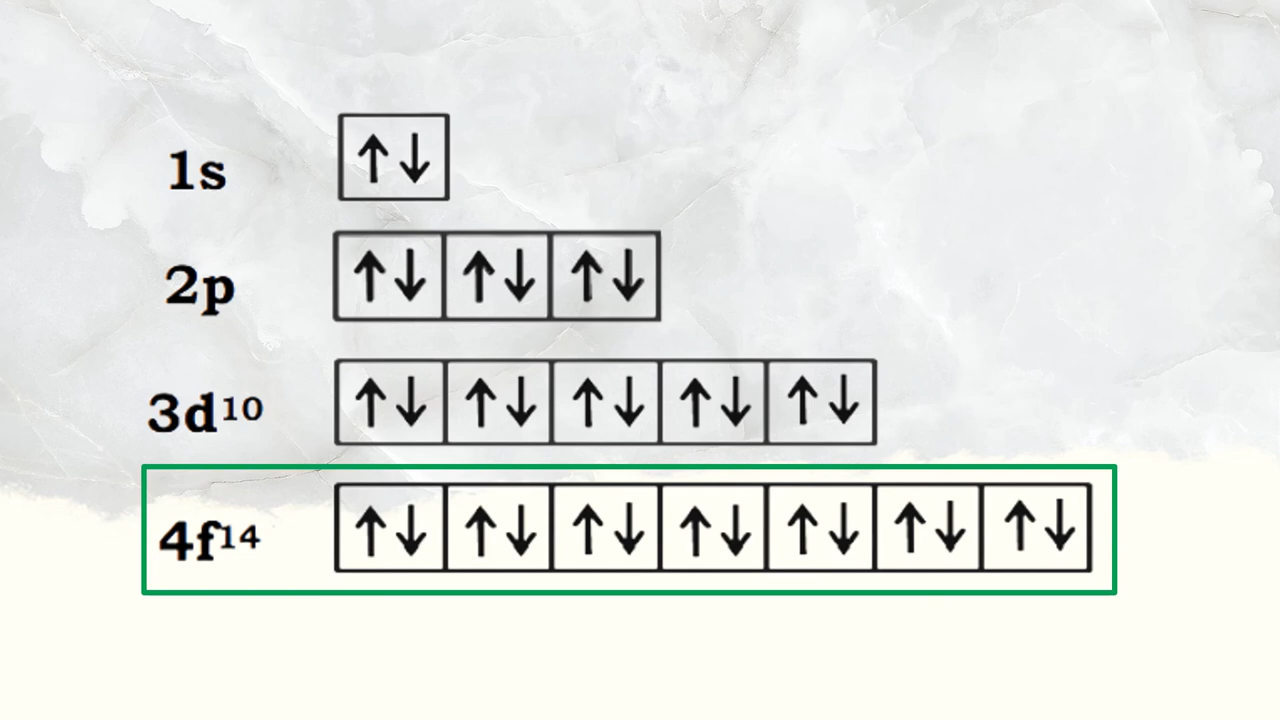 1s ↑↓
2p ↑↓ ↑↓ ↑↓
3d¹⁰ ↑↓ ↑↓ ↑↓ ↑↓ ↑↓
4f¹⁴ ↑↓ ↑↓ ↑↓ ↑↓ ↑↓ ↑↓ ↑↓